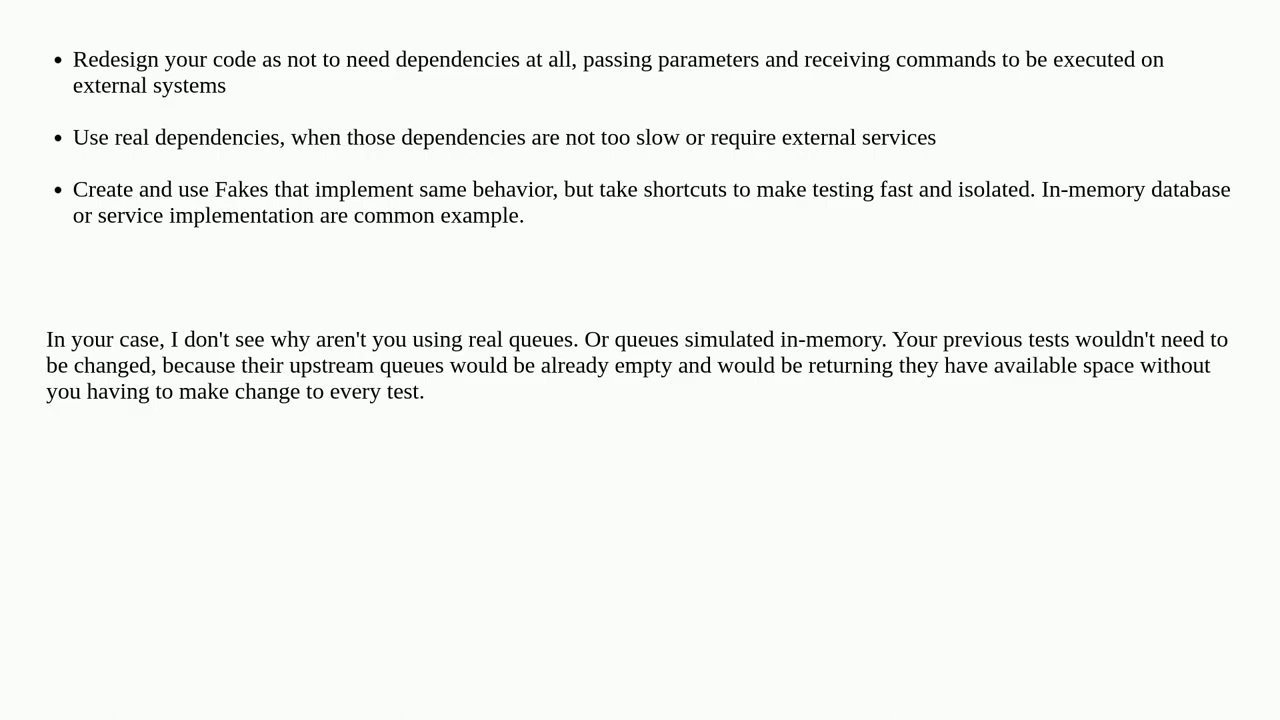 • Redesign your code as not to need dependencies at all, passing parameters and receiving commands to be executed on
external systems
• Use real dependencies, when those dependencies are not too slow or require external services
• Create and use Fakes that implement same behavior, but take shortcuts to make testing fast and isolated. In-memory database
or service implementation are common example.
In your case, I don't see why aren't you using real queues. Or queues simulated in-memory. Your previous tests wouldn't need to
be changed, because their upstream queues would be already empty and would be returning they have available space without
you having to make change to every test.